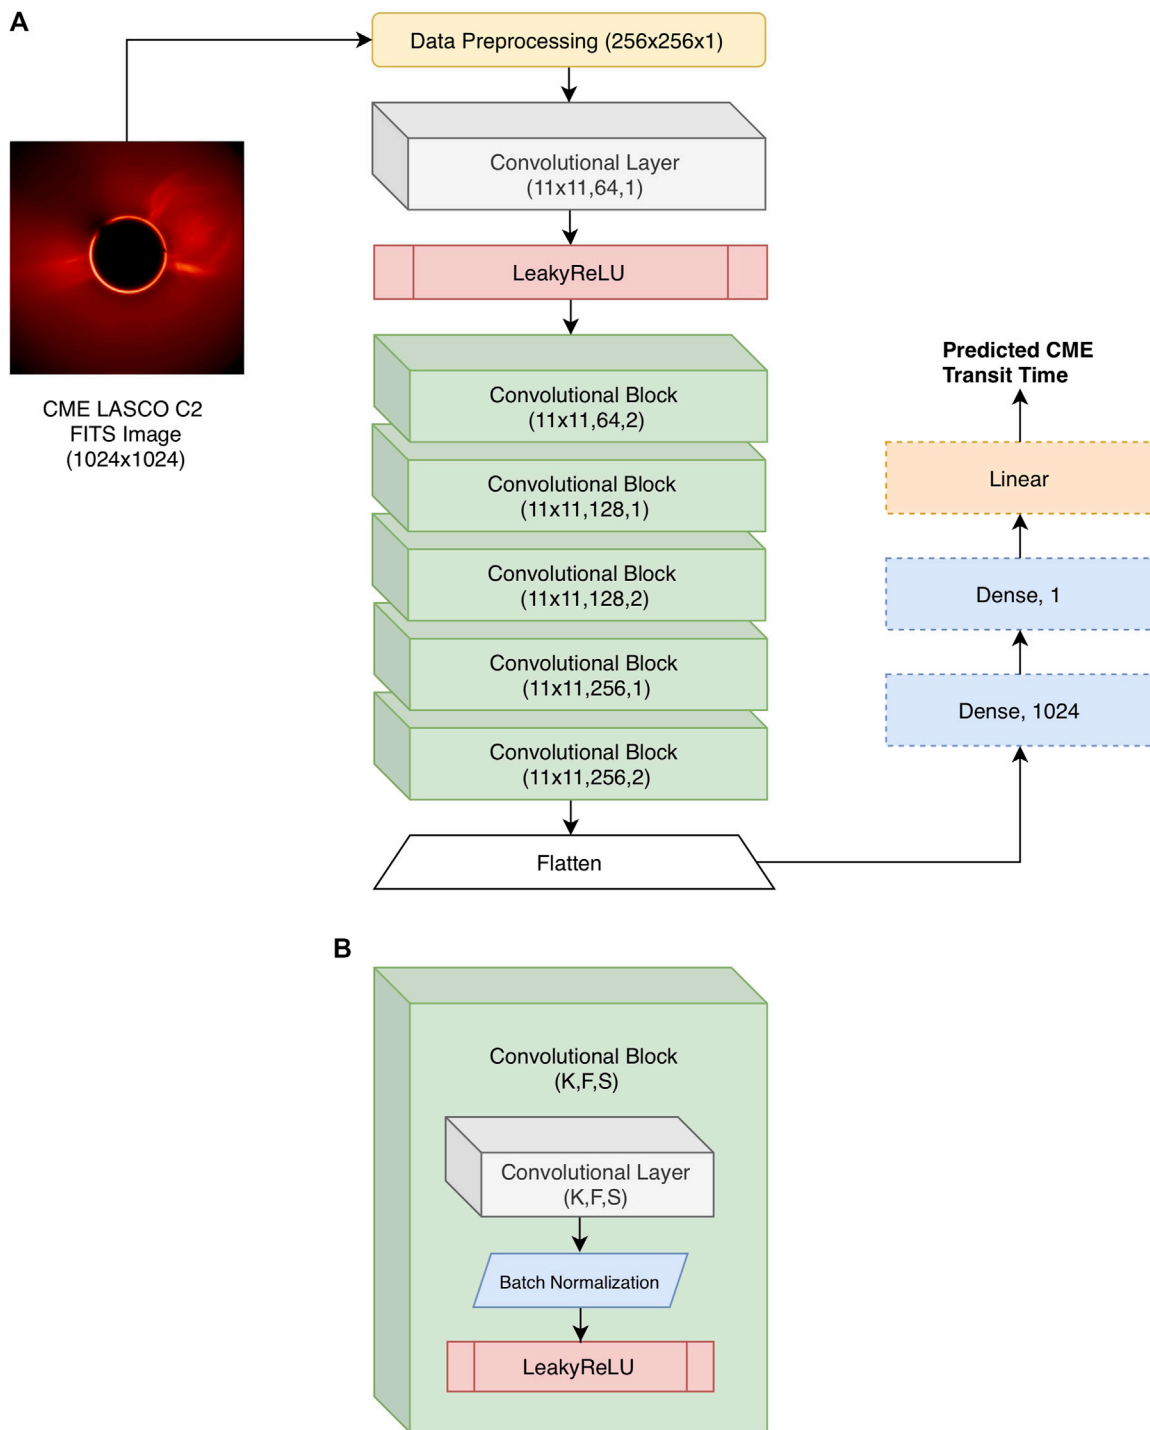 A
Data Preprocessing (256x256x1)
Convolutional Layer
(11x11,64,1)
LeakyReLU
CME LASCO C2
FITS Image
(1024x1024)
Convolutional Block
(11x11,64,2)
Convolutional Block
(11x11,128,1)
Convolutional Block
(11x11,128,2)
Convolutional Block
(11x11,256,1)
Convolutional Block
(11x11,256,2)
Flatten
Predicted CME
Transit Time
Linear
Dense, 1
Dense, 1024
B
Convolutional Block
(K,F,S)
Convolutional Layer
(K,F,S)
Batch Normalization
LeakyReLU